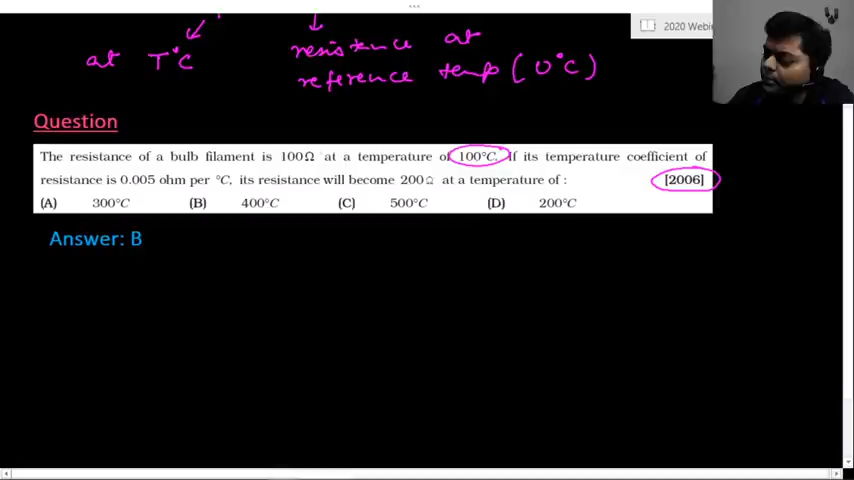 2020 Webin
at T°C resistence at
reference temp (0°C)
Question
The resistance of a bulb filament is 100Ω at a temperature of 100°C. If its temperature coefficient of
resistance is 0.005 ohm per °C, its resistance will become 200Ω at a temperature of : [2006]
(A) 300°C (B) 400°C (C) 500°C (D) 200°C
Answer: B